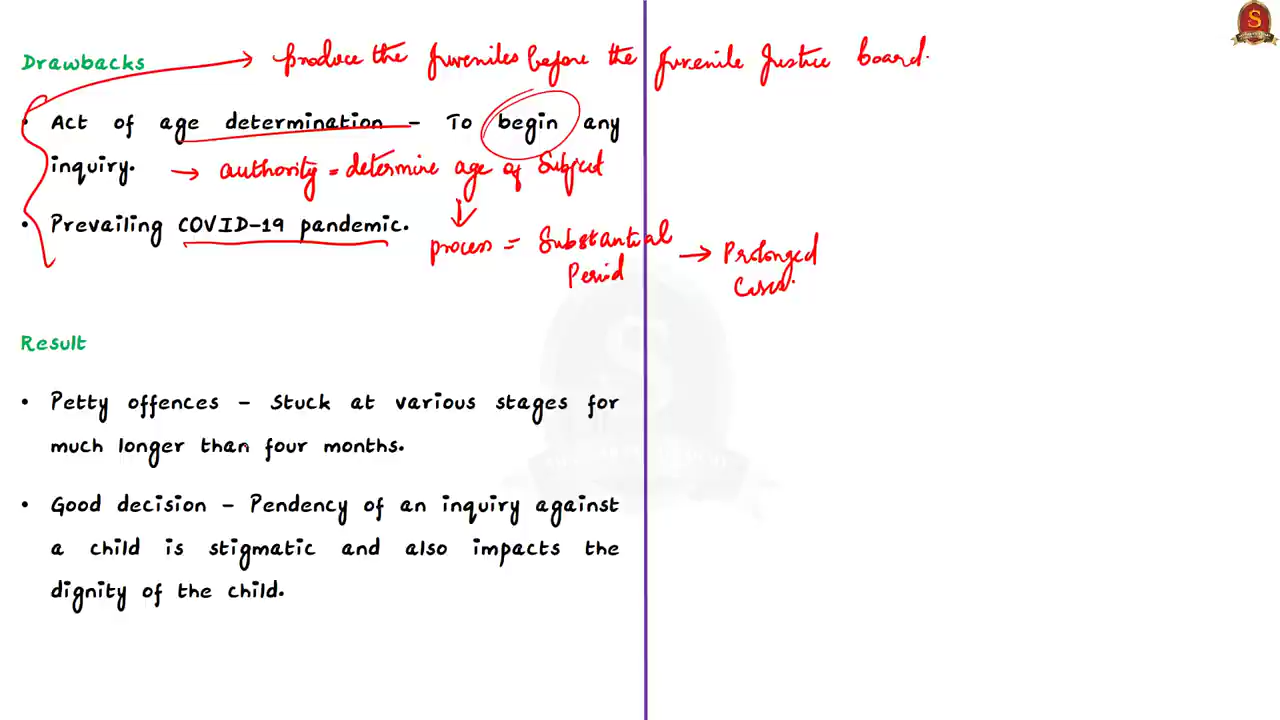 Drawbacks → produce the Juveniles before the Juvenile Justice board.
• Act of age determination - To begin any
inquiry. → authority = determine age of Subject
• Prevailing COVID-19 pandemic.
process = Substantial → Prolonged
Period Cases.
Result
• Petty offences - Stuck at various stages for
much longer than four months.
• Good decision - Pendency of an inquiry against
a child is stigmatic and also impacts the
dignity of the child.
S